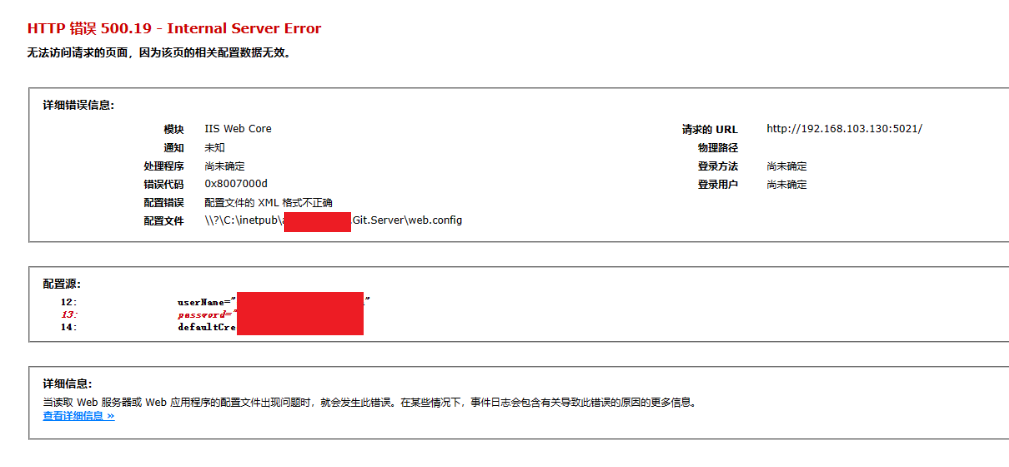 HTTP 错误 500.19 - Internal Server Error
无法访问请求的页面，因为该页的相关配置数据无效。
详细错误信息:
模块 IIS Web Core
通知 未知
处理程序 尚未确定
错误代码 0x8007000d
配置错误 配置文件的 XML 格式不正确
配置文件 \\?\C:\inetpub\ Git.Server\web.config
请求的 URL http://192.168.103.130:5021/
物理路径
登录方法 尚未确定
登录用户 尚未确定
配置源:
12: userName=" "
13: password="
14: defaultCre
详细信息:
当读取 Web 服务器或 Web 应用程序的配置文件出现问题时，就会发生此错误。在某些情况下，事件日志会包含有关导致此错误的原因的更多信息。
查看详细信息 »